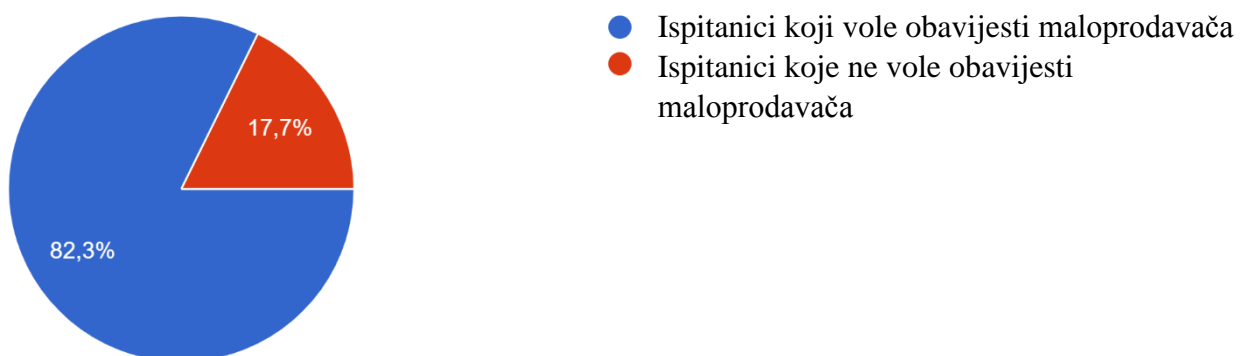 Ispitanici koji vole obavijesti maloprodavača
Ispitanici koje ne vole obavijesti
maloprodavača
17,7%
82,3%